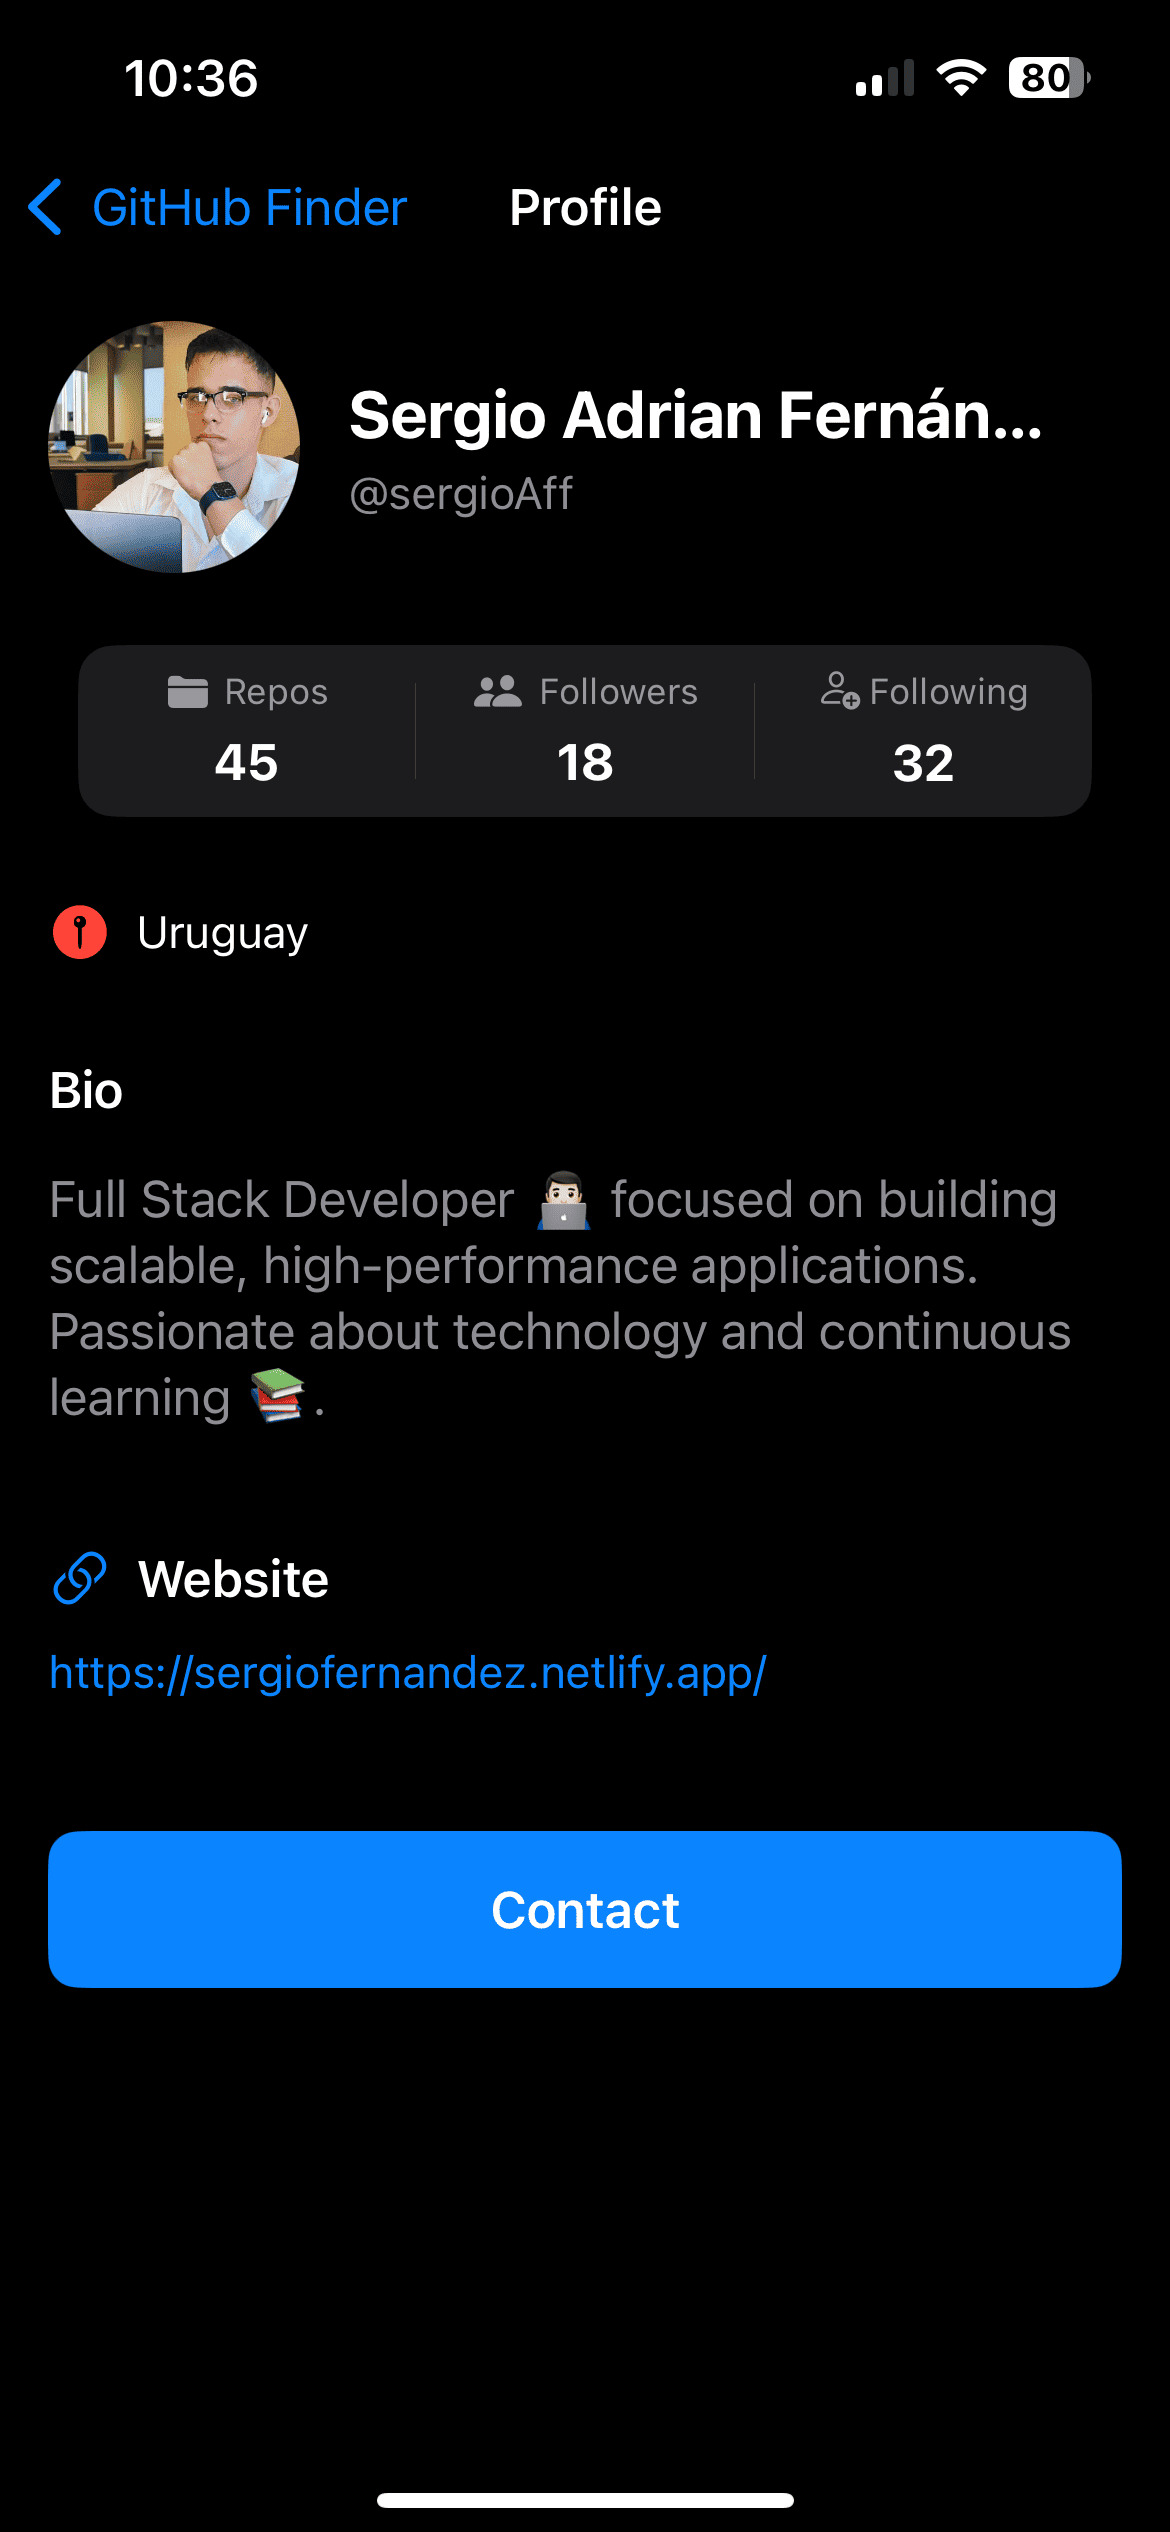 10:36
80
GitHub Finder
Profile
Sergio Adrian Fernán...
@sergioAff
Repos
Followers
Following
45
18
32
Uruguay
Bio
Full Stack Developer 👨🏻‍💻 focused on building
scalable, high-performance applications.
Passionate about technology and continuous
learning 📚.
Website
https://sergiofernandez.netlify.app/
Contact